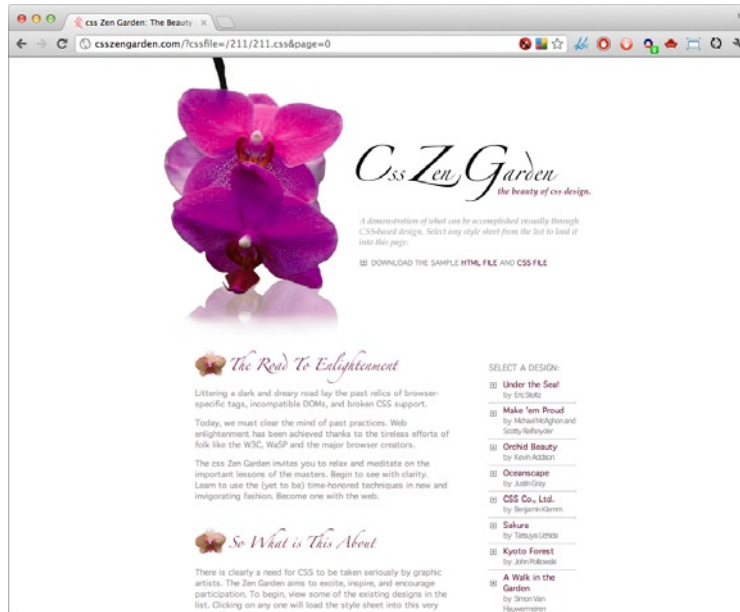 css Zen Garden: The Beauty
csszengarden.com/?cssfile=/211/211.css&page=0
Css Zen Garden
the beauty of css design.
A demonstration of what can be accomplished visually through
CSS-based design. Select any style sheet from the list to load it
into this page.
DOWNLOAD THE SAMPLE HTML FILE AND CSS FILE
The Road To Enlightenment
Littering a dark and dreary road lay the past relics of browser-
specific tags, incompatible DOMs, and broken CSS support.
Today, we must clear the mind of past practices. Web
enlightenment has been achieved thanks to the tireless efforts of
folk like the W3C, WaSP and the major browser creators.
The css Zen Garden invites you to relax and meditate on the
important lessons of the masters. Begin to see with clarity.
Learn to use the (yet to be) time-honored techniques in new and
invigorating fashion. Become one with the web.
So What is This About
There is clearly a need for CSS to be taken seriously by graphic
artists. The Zen Garden aims to excite, inspire, and encourage
participation. To begin, view some of the existing designs in the
list. Clicking on any one will load the style sheet into this very
SELECT A DESIGN:
Under the Sea!
by Eric Stoltz
Make 'em Proud
by Michael McAghon and
Scotty Reifsnyder
Orchid Beauty
by Kevin Addison
Oceanscape
by Justin Gray
CSS Co., Ltd.
by Benjamin Klemm
Sakura
by Tatsuya Uchida
Kyoto Forest
by John Politowski
A Walk in the
Garden
by Simon Van
Hauwermeiren